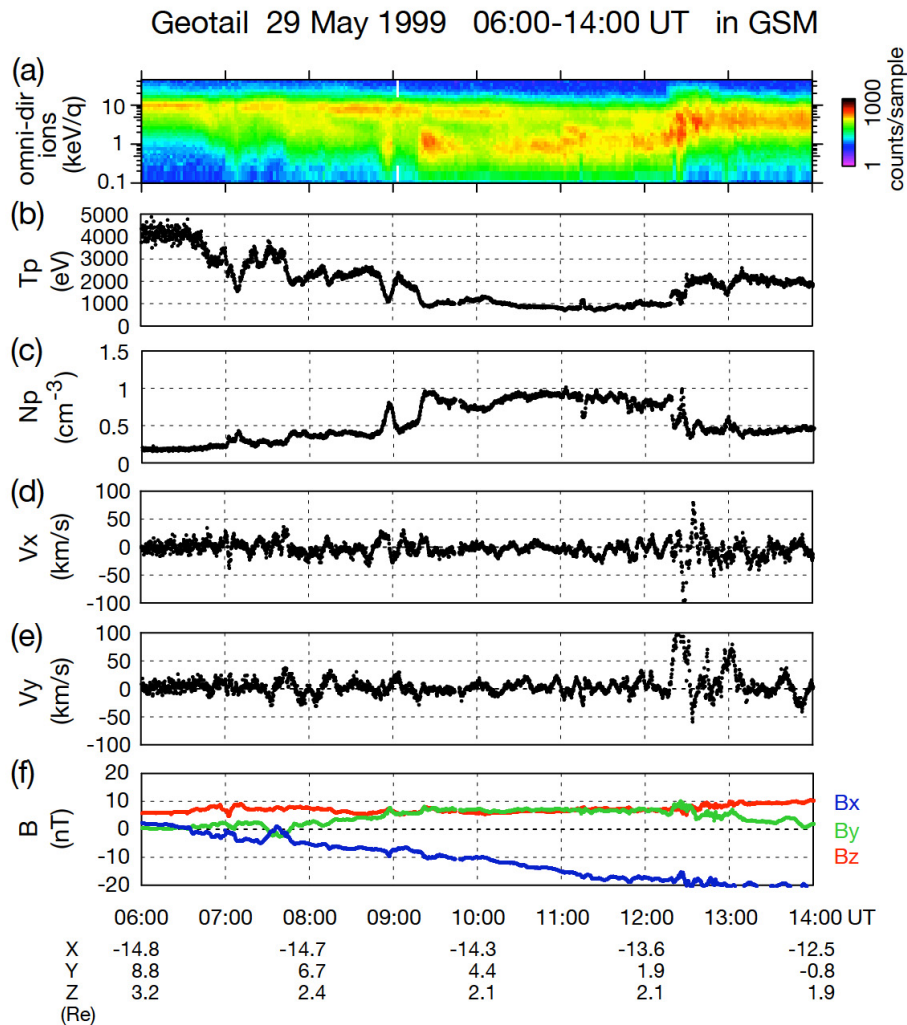 Geotail 29 May 1999 06:00-14:00 UT in GSM
(a)
omni-dir
ions
(keV/q)
10
1
0.1
1000
1
counts/sample
(b)
Tp
(eV)
5000
4000
3000
2000
1000
0
(c)
Np
(cm⁻³)
1.5
1
0.5
0
(d)
Vx
(km/s)
100
50
0
-50
-100
(e)
Vy
(km/s)
100
50
0
-50
-100
(f)
B
(nT)
20
10
0
-10
-20
Bx
By
Bz
06:00 07:00 08:00 09:00 10:00 11:00 12:00 13:00 14:00 UT
X -14.8 -14.7 -14.3 -13.6 -12.5
Y 8.8 6.7 4.4 1.9 -0.8
Z 3.2 2.4 2.1 2.1 1.9
(Re)